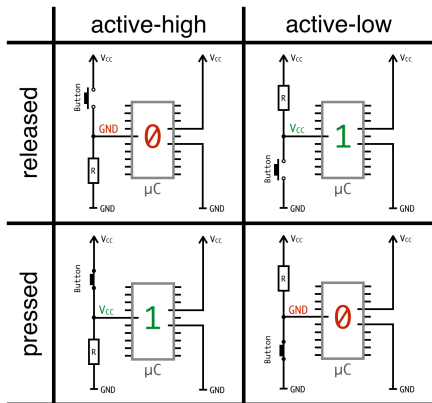 active-high
active-low
released
Vcc
Vcc
Button
GND
0
R
μC
GND
GND
Vcc
Vcc
R
Vcc
1
Button
μC
GND
GND
pressed
Vcc
Vcc
Button
Vcc
1
R
μC
GND
GND
Vcc
Vcc
R
GND
0
Button
μC
GND
GND